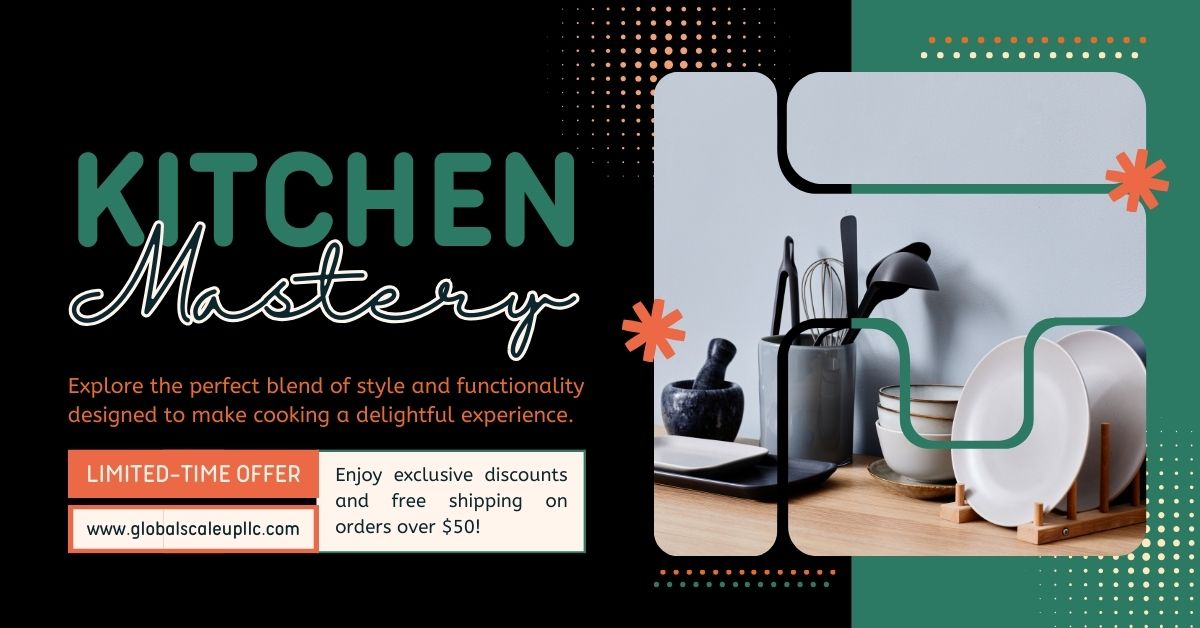 KITCHEN
Mastery
Explore the perfect blend of style and functionality
designed to make cooking a delightful experience.
LIMITED-TIME OFFER
www.globalscaleupllc.com
Enjoy exclusive discounts
and free shipping on
orders over $50!